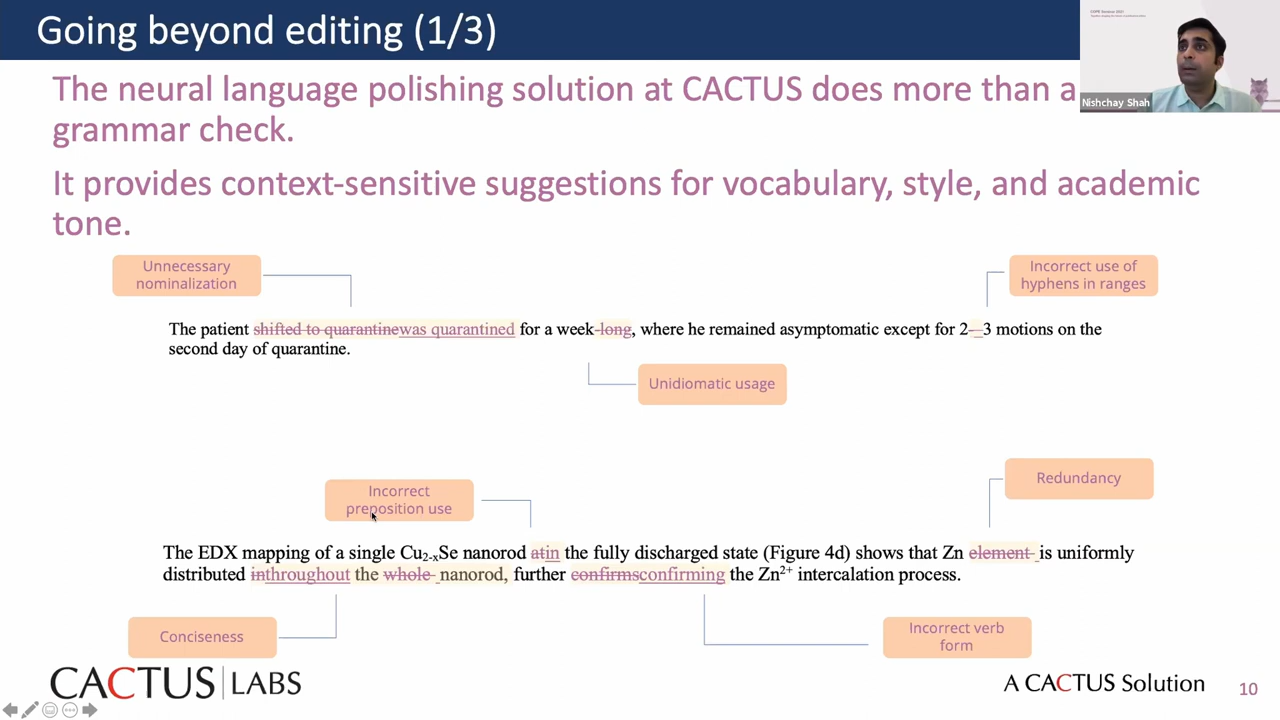 Going beyond editing (1/3)
Nishchay Shah
The neural language polishing solution at CACTUS does more than a
grammar check.
It provides context-sensitive suggestions for vocabulary, style, and academic
tone.
Unnecessary
nominalization
Incorrect use of
hyphens in ranges
The patient shifted to quarantinewas quarantined for a week-long, where he remained asymptomatic except for 2-–3 motions on the
second day of quarantine.
Unidiomatic usage
Incorrect
preposition use
Redundancy
The EDX mapping of a single Cu2-xSe nanorod atin the fully discharged state (Figure 4d) shows that Zn element is uniformly
distributed inthroughout the whole nanorod, further confirmsconfirming the Zn2+ intercalation process.
Conciseness
Incorrect verb
form
CACTUS LABS
A CACTUS Solution
10